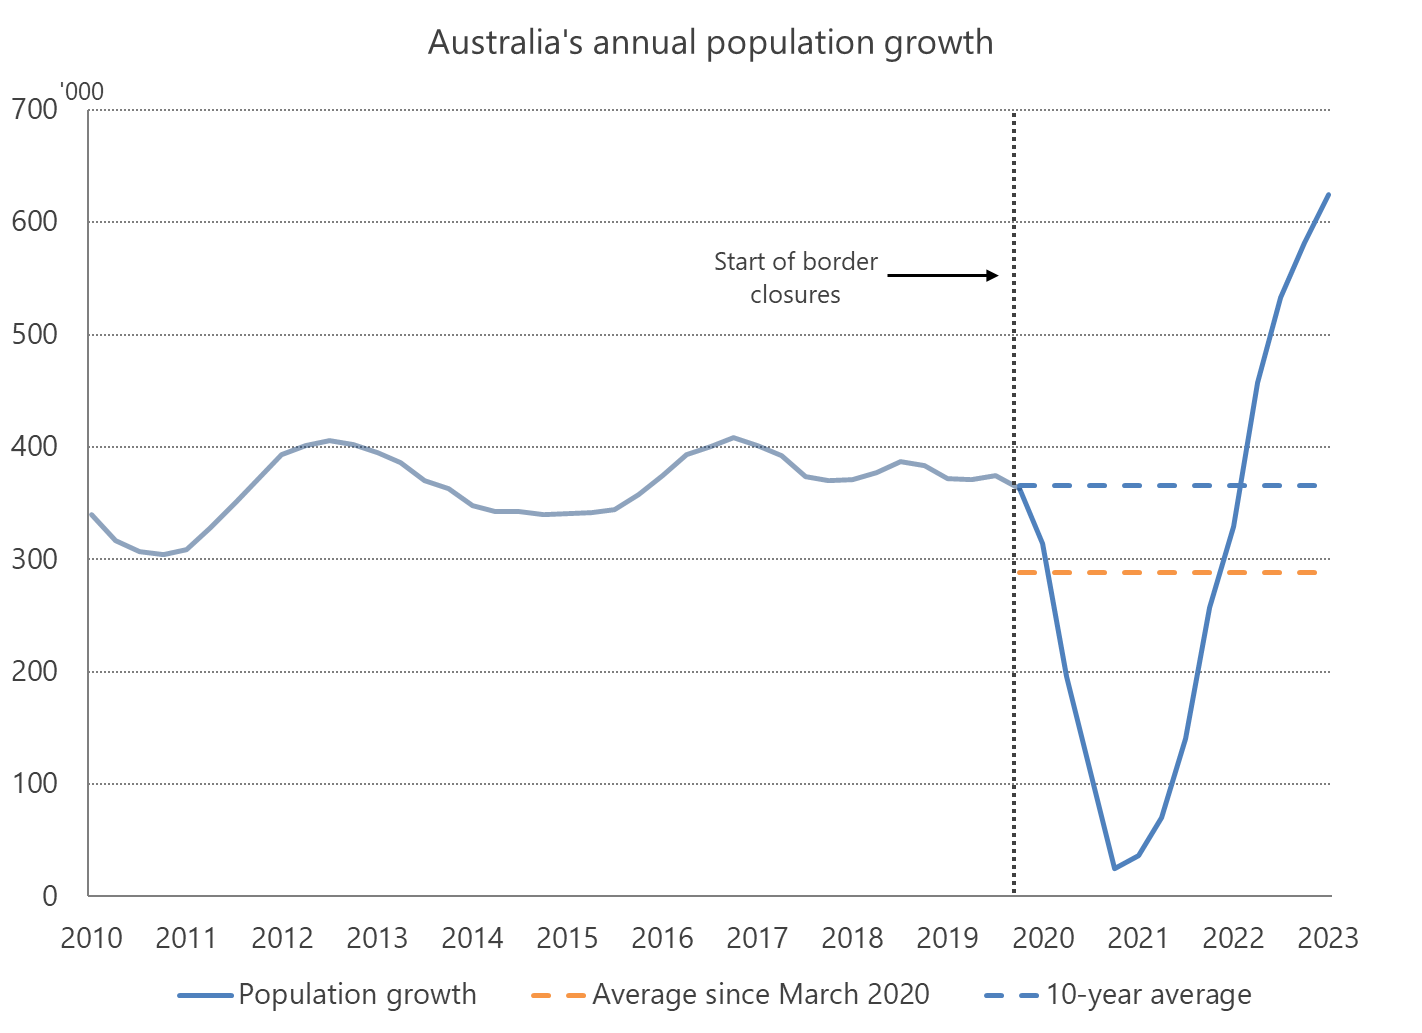 Australia's annual population growth
'000
700
600
500
400
300
200
100
0
Start of border
closures
2010 2011 2012 2013 2014 2015 2016 2017 2018 2019 2020 2021 2022 2023
Population growth Average since March 2020 10-year average